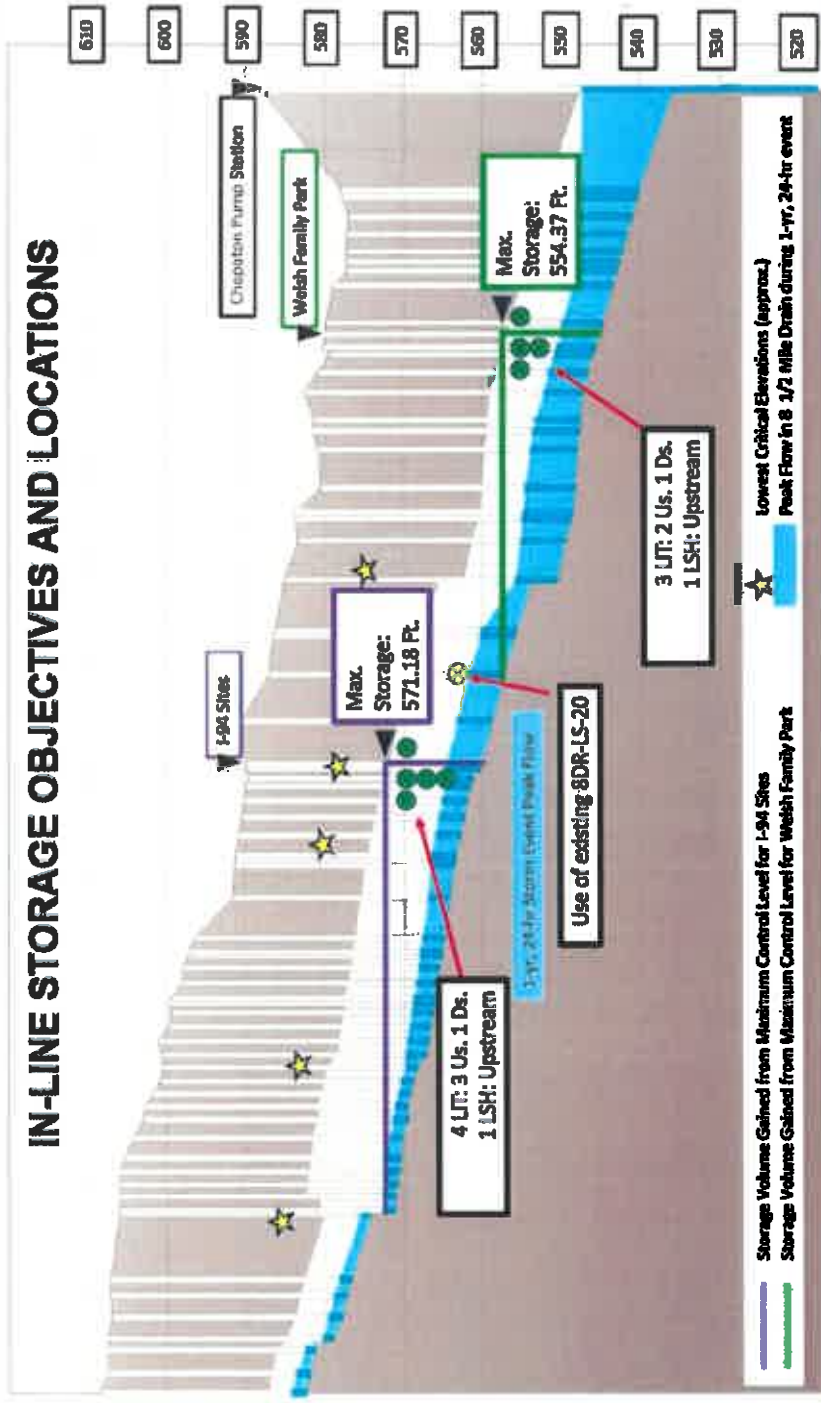 IN-LINE STORAGE OBJECTIVES AND LOCATIONS
610
600
590
580
570
560
550
540
530
520
Chapaton Pump Station
Welsh Family Park
I-94 Sites
Max.
Storage:
571.18 Ft.
Max.
Storage:
554.37 Ft.
4 LIT: 3 Us. 1 Ds.
1 LSH: Upstream
1-yr, 24-hr Storm Event Peak Flow
Use of existing 8DR-LS-20
3 LIT: 2 Us. 1 Ds.
1 LSH: Upstream
Storage Volume Gained from Maximum Control Level for I-94 Sites
Storage Volume Gained from Maximum Control Level for Welsh Family Park
Lowest Critical Elevations (approx.)
Peak Flow in 8 1/2 Mile Drain during 1-yr, 24-hr event